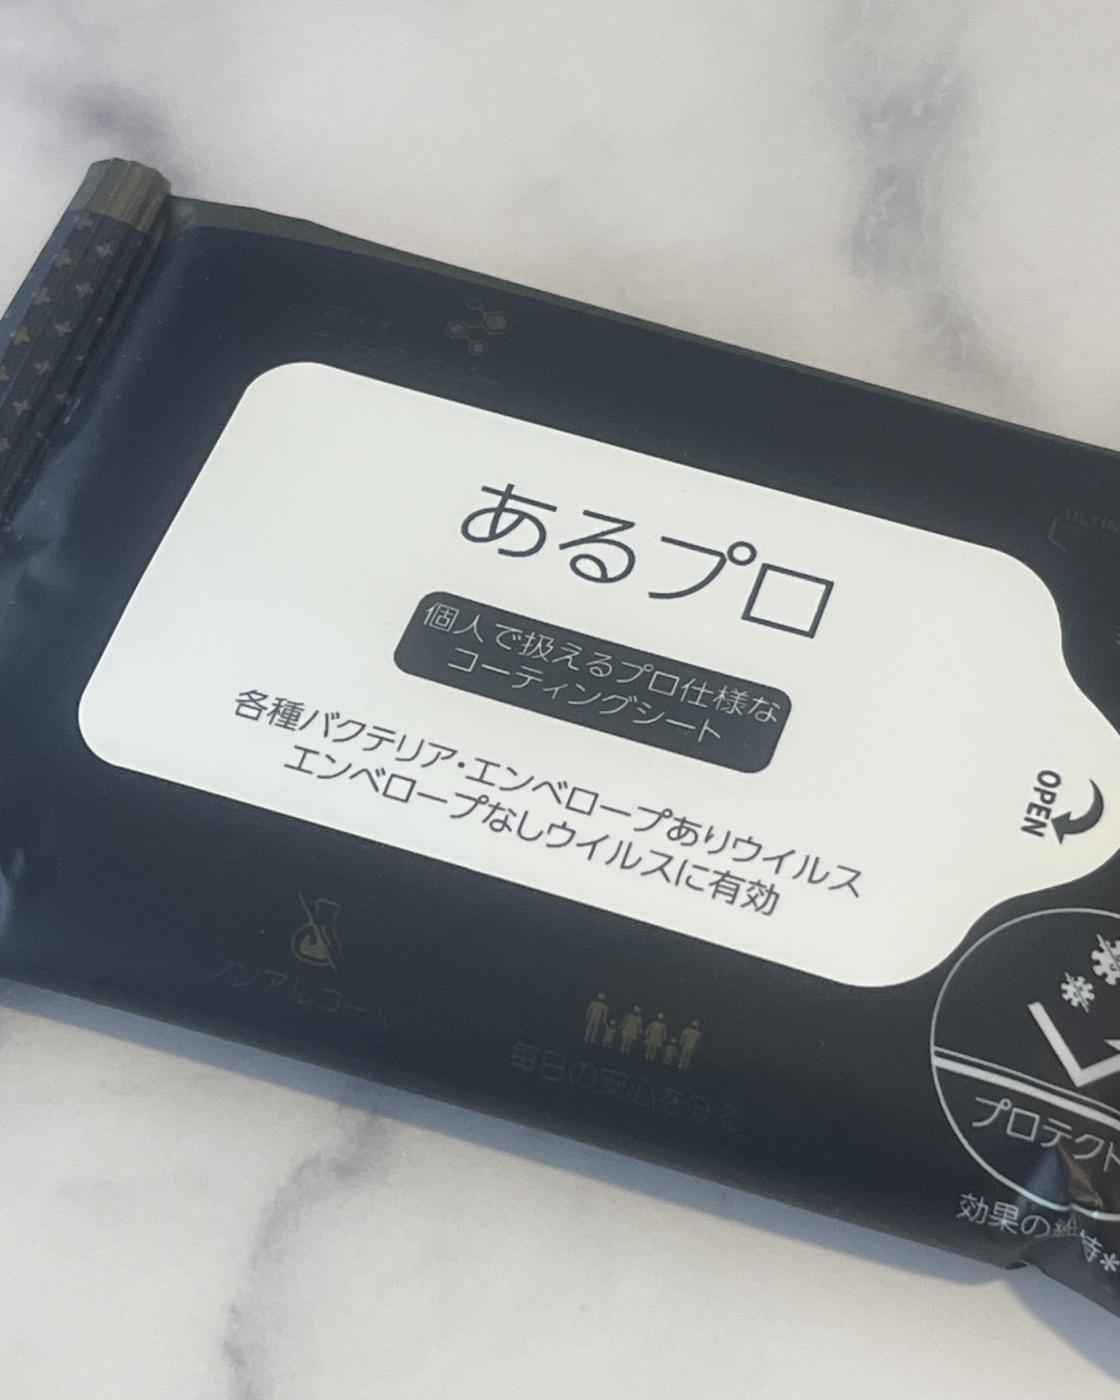 あるプロ
個人で扱えるプロ仕様な
コーティングシート
各種バクテリア・エンベロープありウイルス
エンベロープなしウイルスに有効
OPEN
ノンアルコール
毎日の安心を守る
プロテクト
効果の維持*